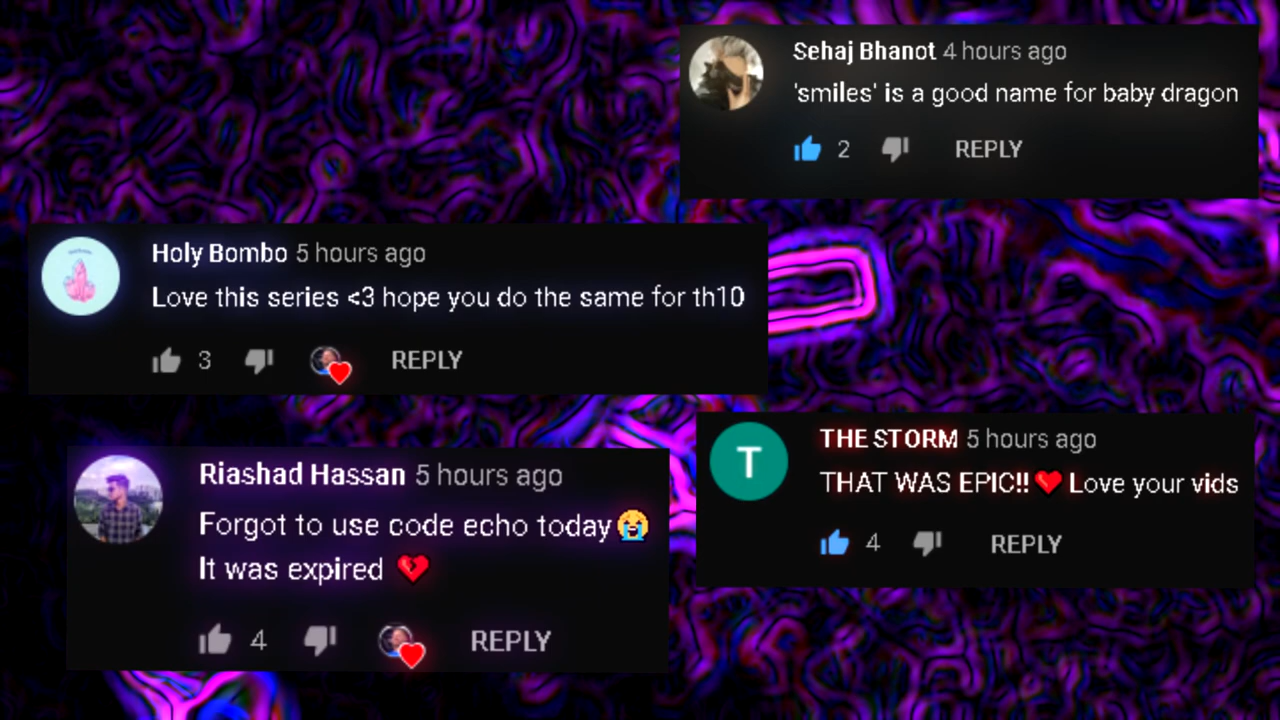 Sehaj Bhanot 4 hours ago
'smiles' is a good name for baby dragon
2 REPLY
Holy Bombo 5 hours ago
Love this series <3 hope you do the same for th10
3 REPLY
THE STORM 5 hours ago
T
THAT WAS EPIC!!❤️ Love your vids
4 REPLY
Riashad Hassan 5 hours ago
Forgot to use code echo today😭
It was expired 💔
4 REPLY